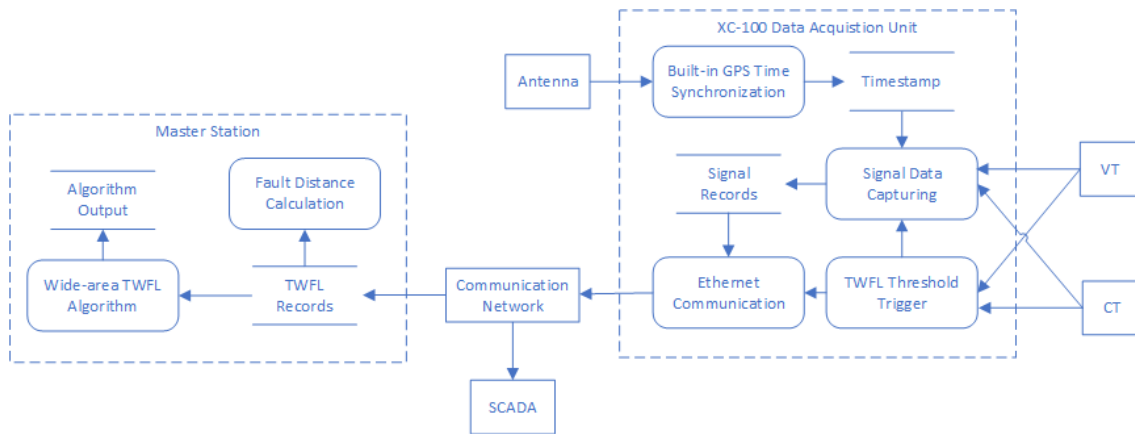 XC-100 Data Acquistion Unit
Antenna
Built-in GPS Time
Synchronization
Timestamp
Master Station
Algorithm
Output
Fault Distance
Calculation
Signal
Records
Signal Data
Capturing
VT
Wide-area TWFL
Algorithm
TWFL
Records
Communication
Network
Ethernet
Communication
TWFL Threshold
Trigger
CT
SCADA